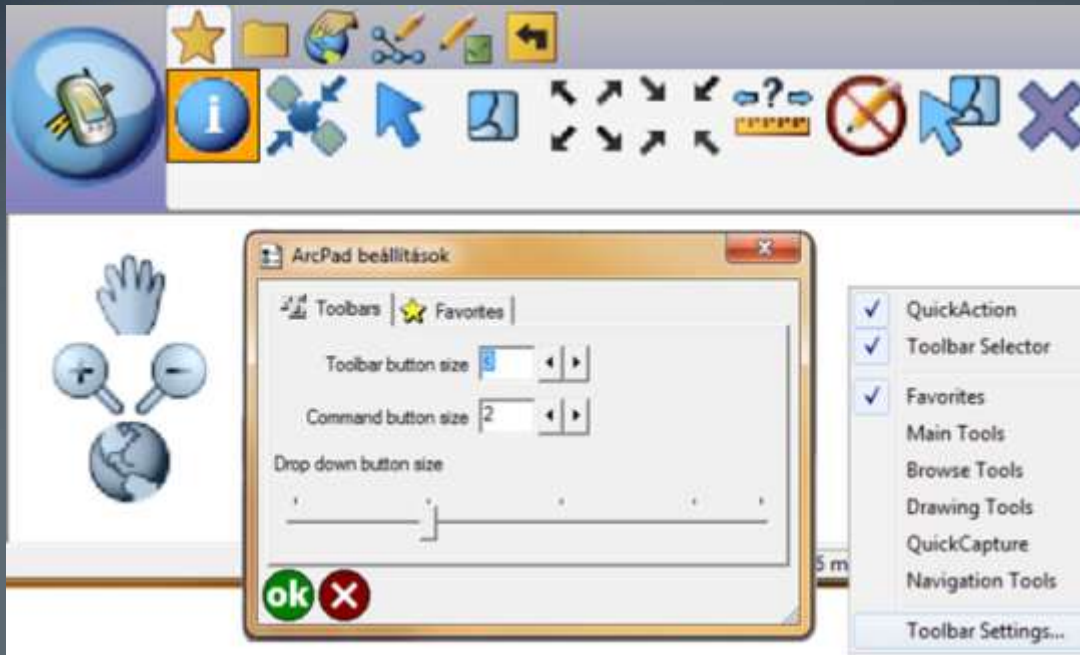 ArcPad beállítások
Toolbars
Favorites
Toolbar button size
Command button size 2
Drop down button size
ok
5 m
QuickAction
Toolbar Selector
Favorites
Main Tools
Browse Tools
Drawing Tools
QuickCapture
Navigation Tools
Toolbar Settings...